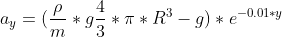 a_y = (\frac{\rho}{m} * g\frac{4}{3} * \pi * R^3 - g) * e^{-0.01*y}